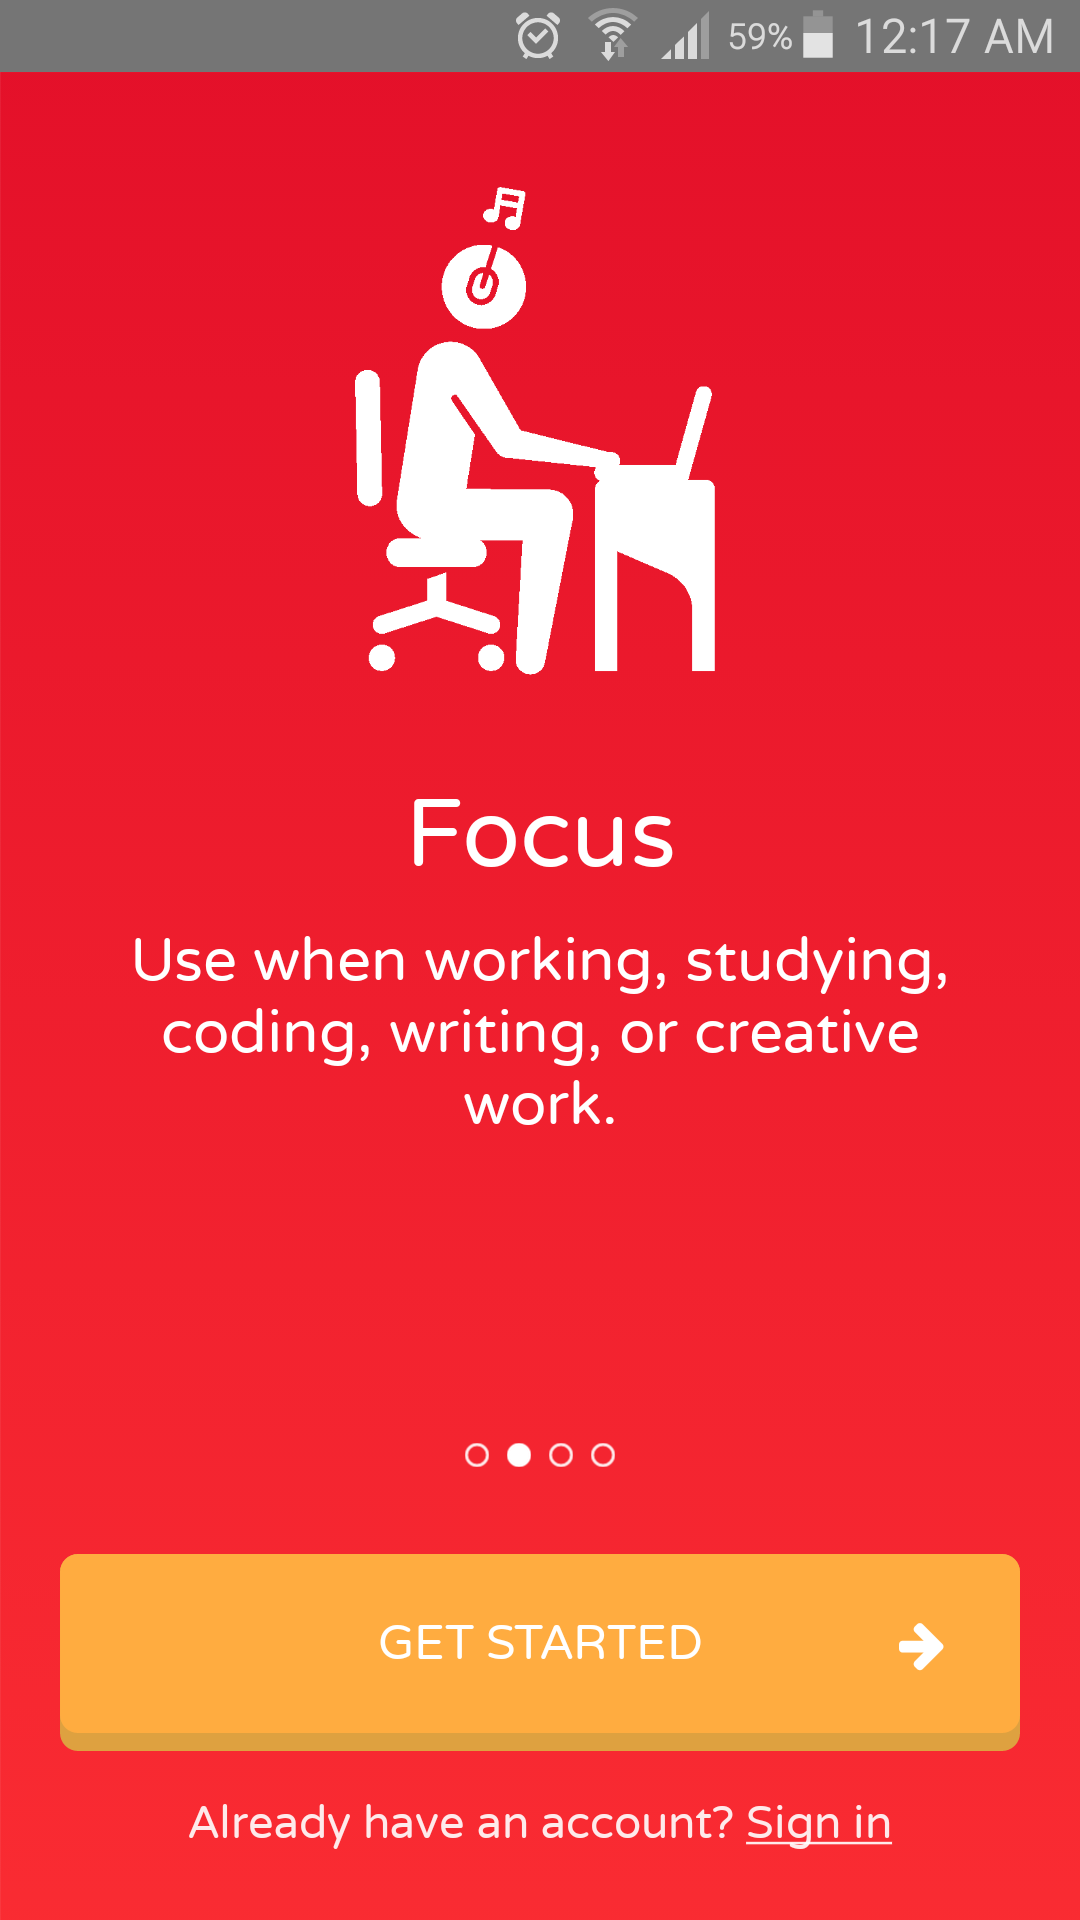 59% 12:17 AM
Focus
Use when working, studying,
coding, writing, or creative
work.
GET STARTED
Already have an account? Sign in